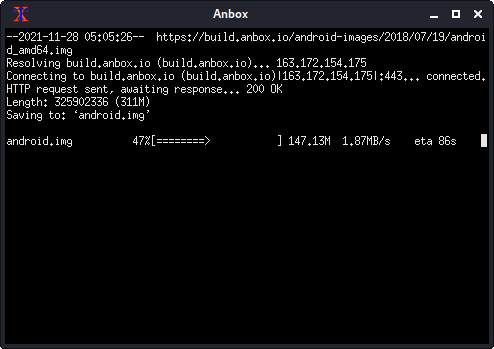 Anbox
--2021-11-28 05:05:26--  https://build.anbox.io/android-images/2018/07/19/androi
d_amd64.img
Resolving build.anbox.io (build.anbox.io)... 163.172.154.175
Connecting to build.anbox.io (build.anbox.io)|163.172.154.175|:443... connected.
HTTP request sent, awaiting response... 200 OK
Length: 325902336 (311M)
Saving to: ‘android.img’
android.img         47%[========>           ] 147.13M  1.87MB/s    eta 86s